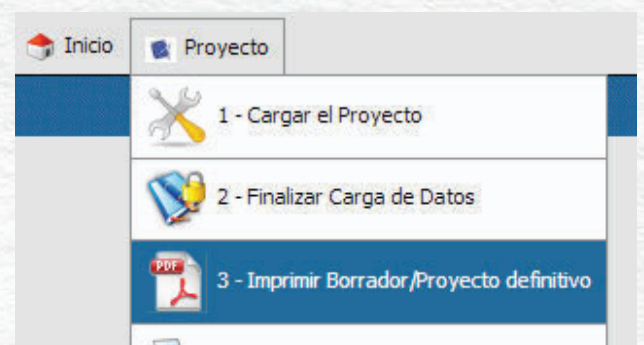 Inicio Proyecto
1 - Cargar el Proyecto
2 - Finalizar Carga de Datos
PDF
3 - Imprimir Borrador/Proyecto definitivo